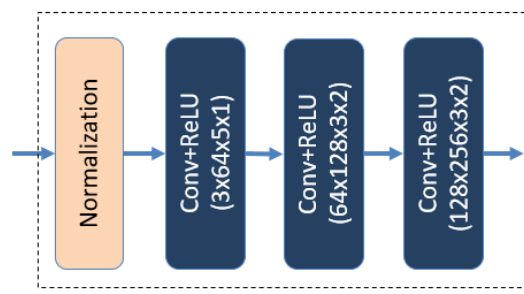 Normalization
Conv+ReLU
(3x64x5x1)
Conv+ReLU
(64x128x3x2)
Conv+ReLU
(128x256x3x2)